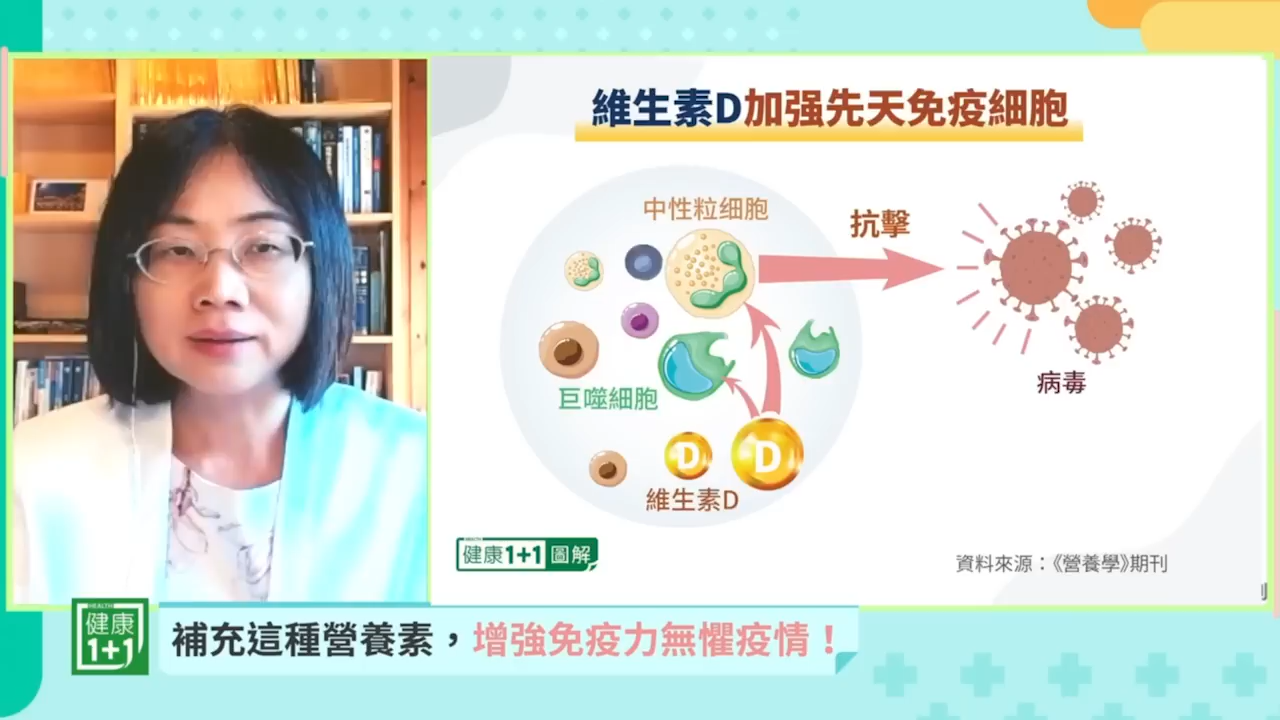 維生素D加强先天免疫細胞
中性粒细胞
抗擊
巨噬細胞
病毒
D
D
維生素D
健康1+1圖解
資料來源：《營養學》期刊
HEALTH
健康
1+1
補充這種營養素，增強免疫力無懼疫情！